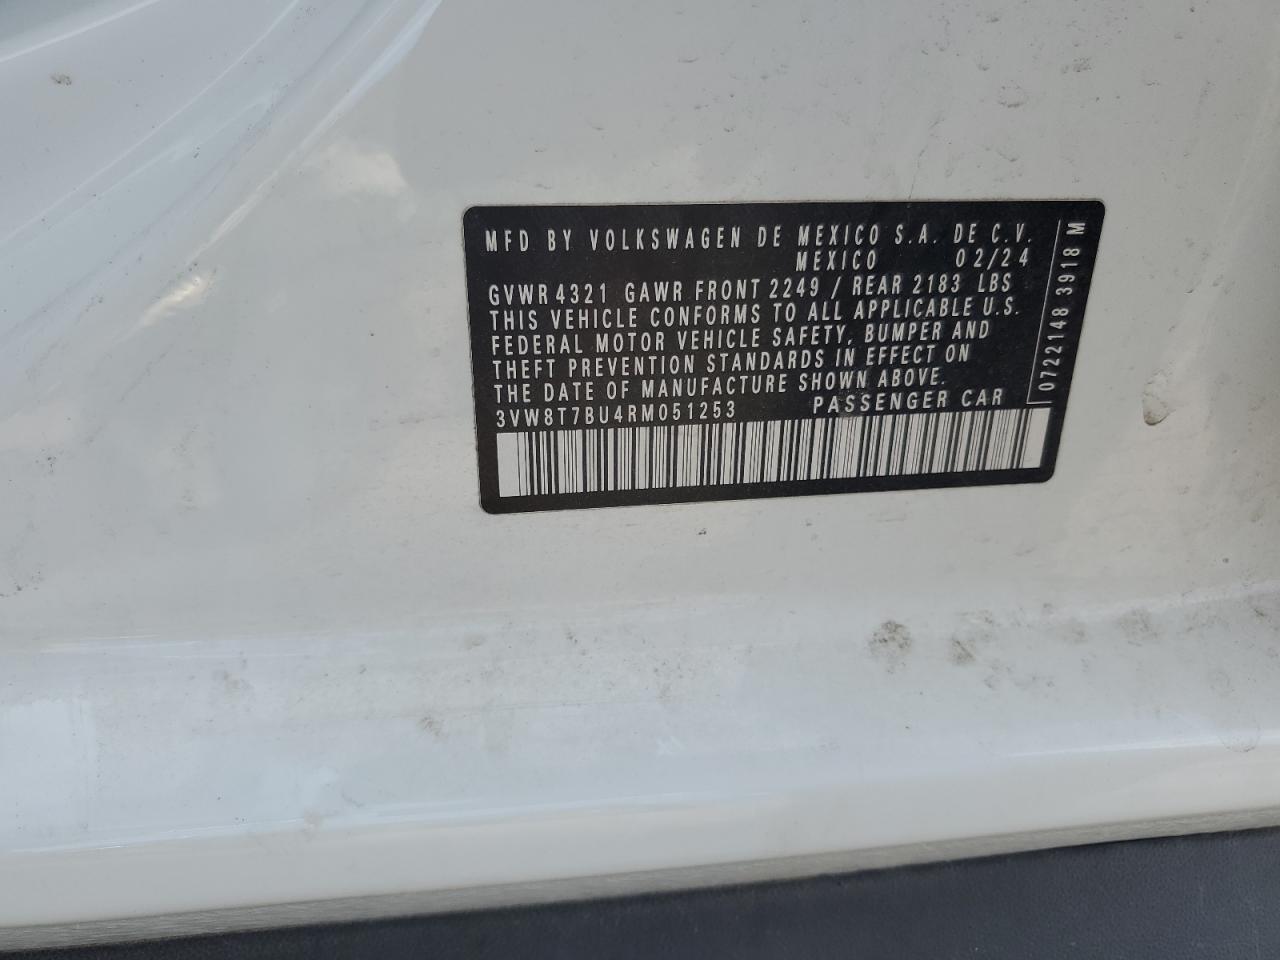 MFD BY VOLKSWAGEN DE MEXICO S.A. DE C.V.
MEXICO 02/24
GVWR 4321 GAWR FRONT 2249 / REAR 2183 LBS
THIS VEHICLE CONFORMS TO ALL APPLICABLE U.S.
FEDERAL MOTOR VEHICLE SAFETY, BUMPER AND
THEFT PREVENTION STANDARDS IN EFFECT ON
THE DATE OF MANUFACTURE SHOWN ABOVE.
3VW8T7BU4RM051253 PASSENGER CAR
0722148 3918 M